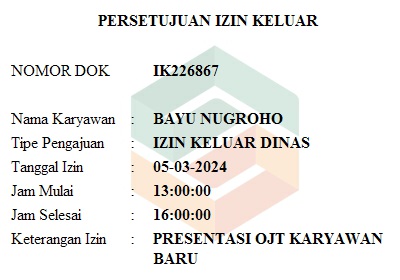 PERSETUJUAN IZIN KELUAR
NOMOR DOK IK226867
Nama Karyawan : BAYU NUGROHO
Tipe Pengajuan : IZIN KELUAR DINAS
Tanggal Izin : 05-03-2024
Jam Mulai : 13:00:00
Jam Selesai : 16:00:00
Keterangan Izin : PRESENTASI OJT KARYAWAN
BARU